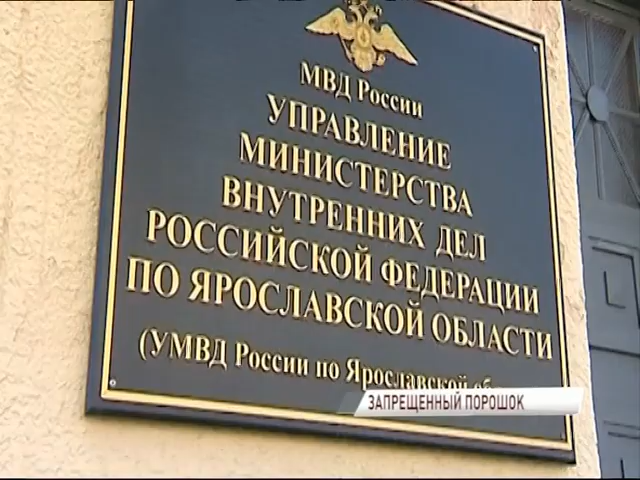 МВД России
УПРАВЛЕНИЕ
МИНИСТЕРСТВА
ВНУТРЕННИХ ДЕЛ
РОССИЙСКОЙ ФЕДЕРАЦИИ
ПО ЯРОСЛАВСКОЙ ОБЛАСТИ
(УМВД России по Ярославской
ЗАПРЕЩЕННЫЙ ПОРОШОК